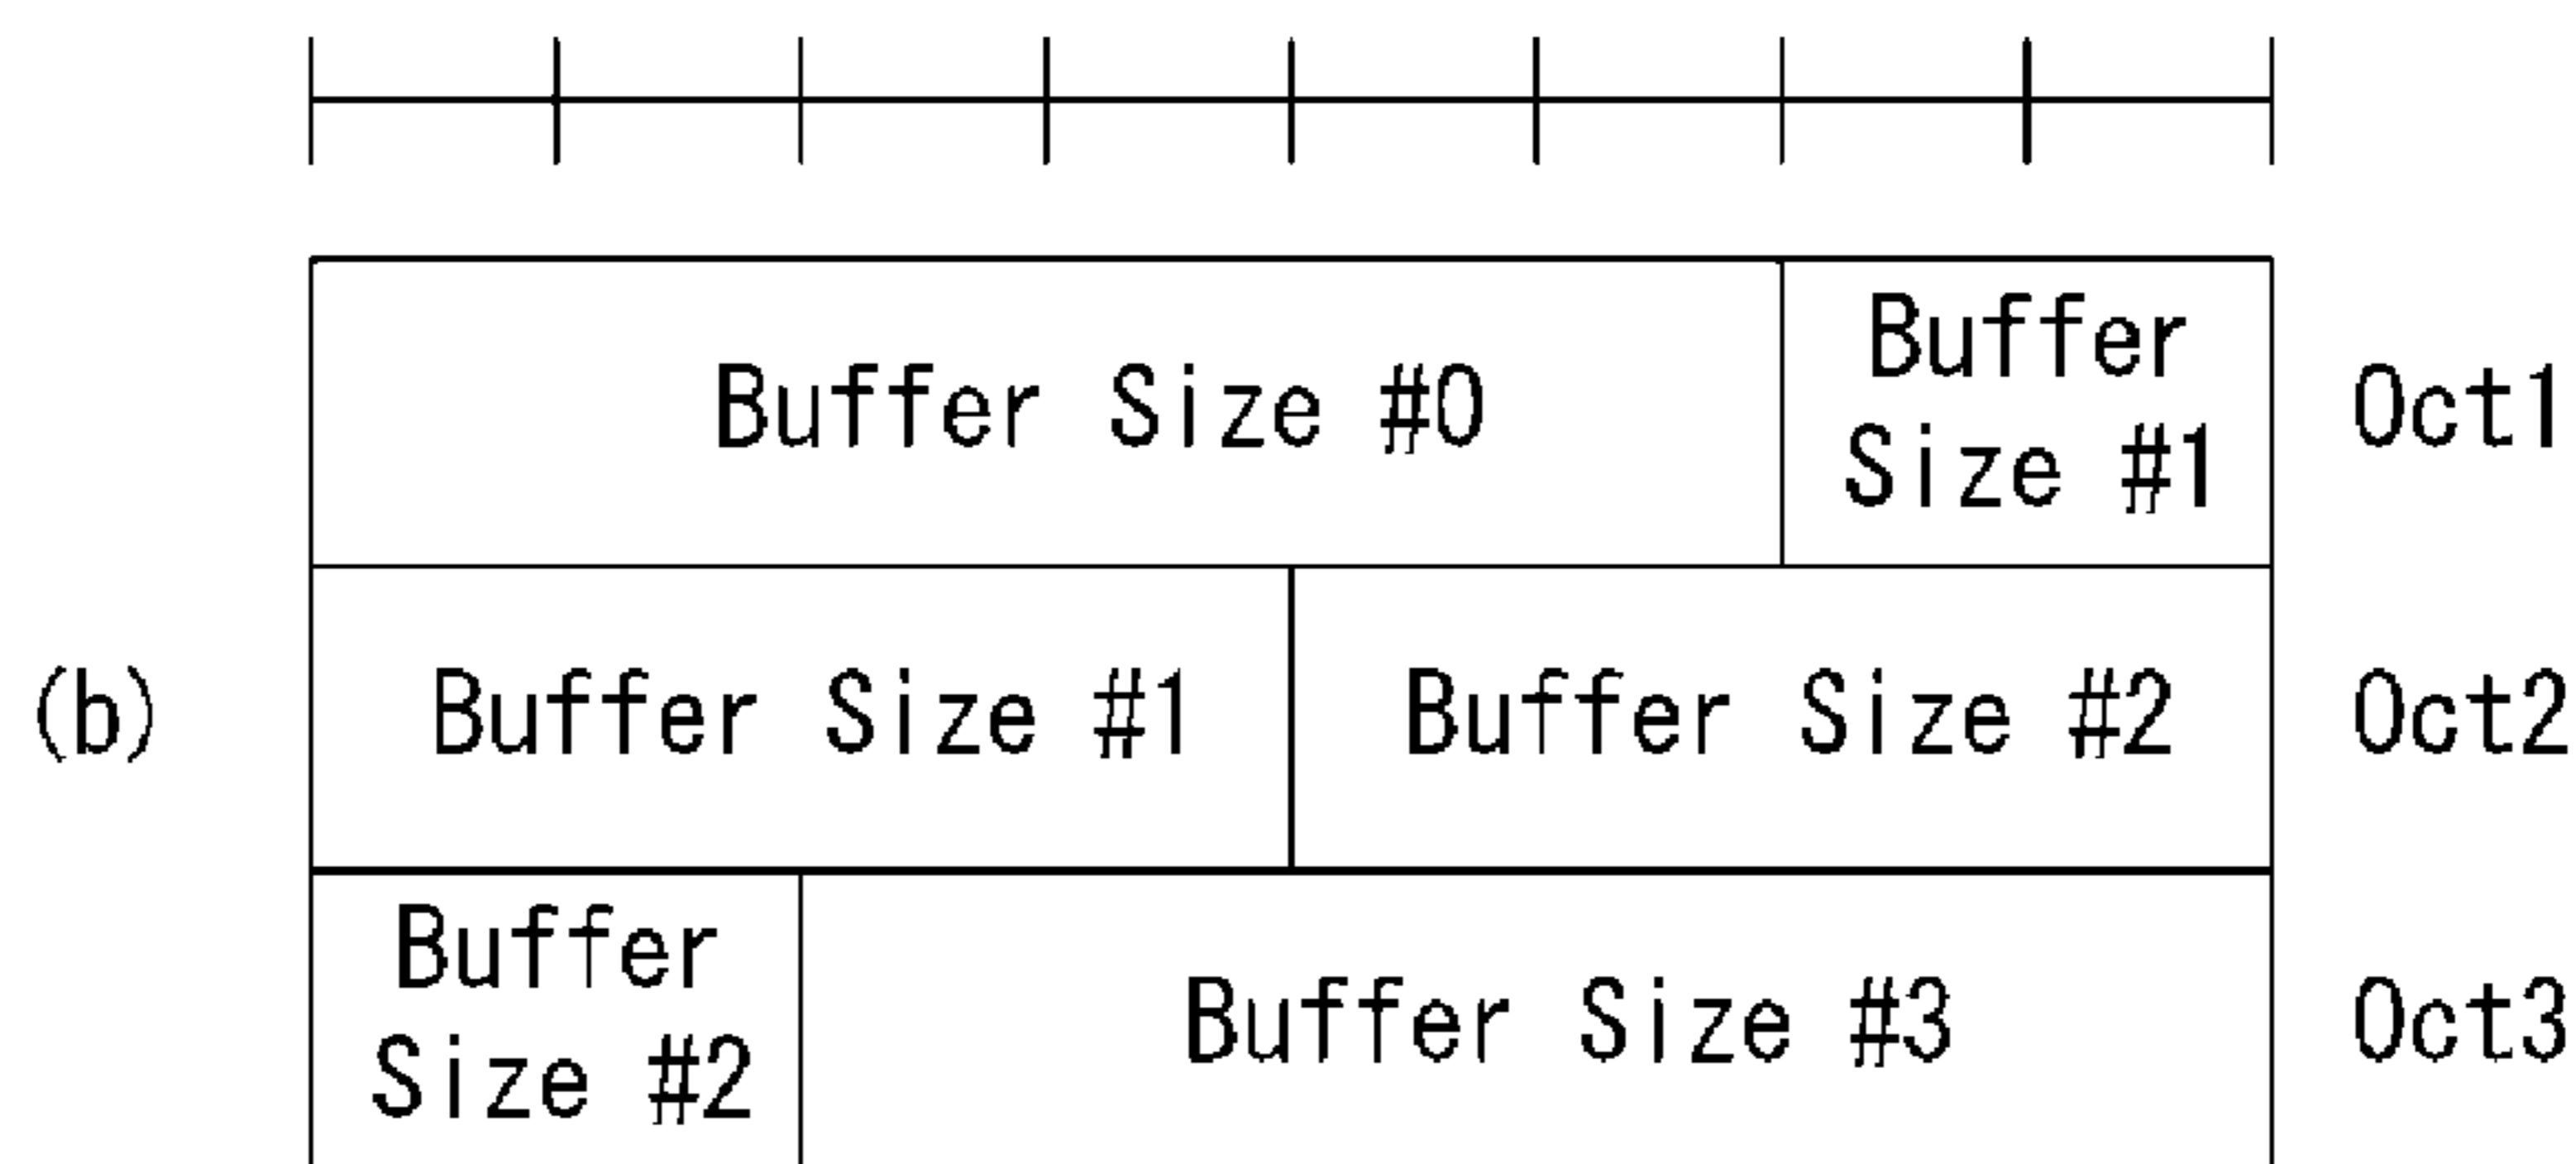 Buffer Size #0
Buffer
Size #1
Oct1
(b)
Buffer Size #1
Buffer Size #2
Oct2
Buffer
Size #2
Buffer Size #3
Oct3